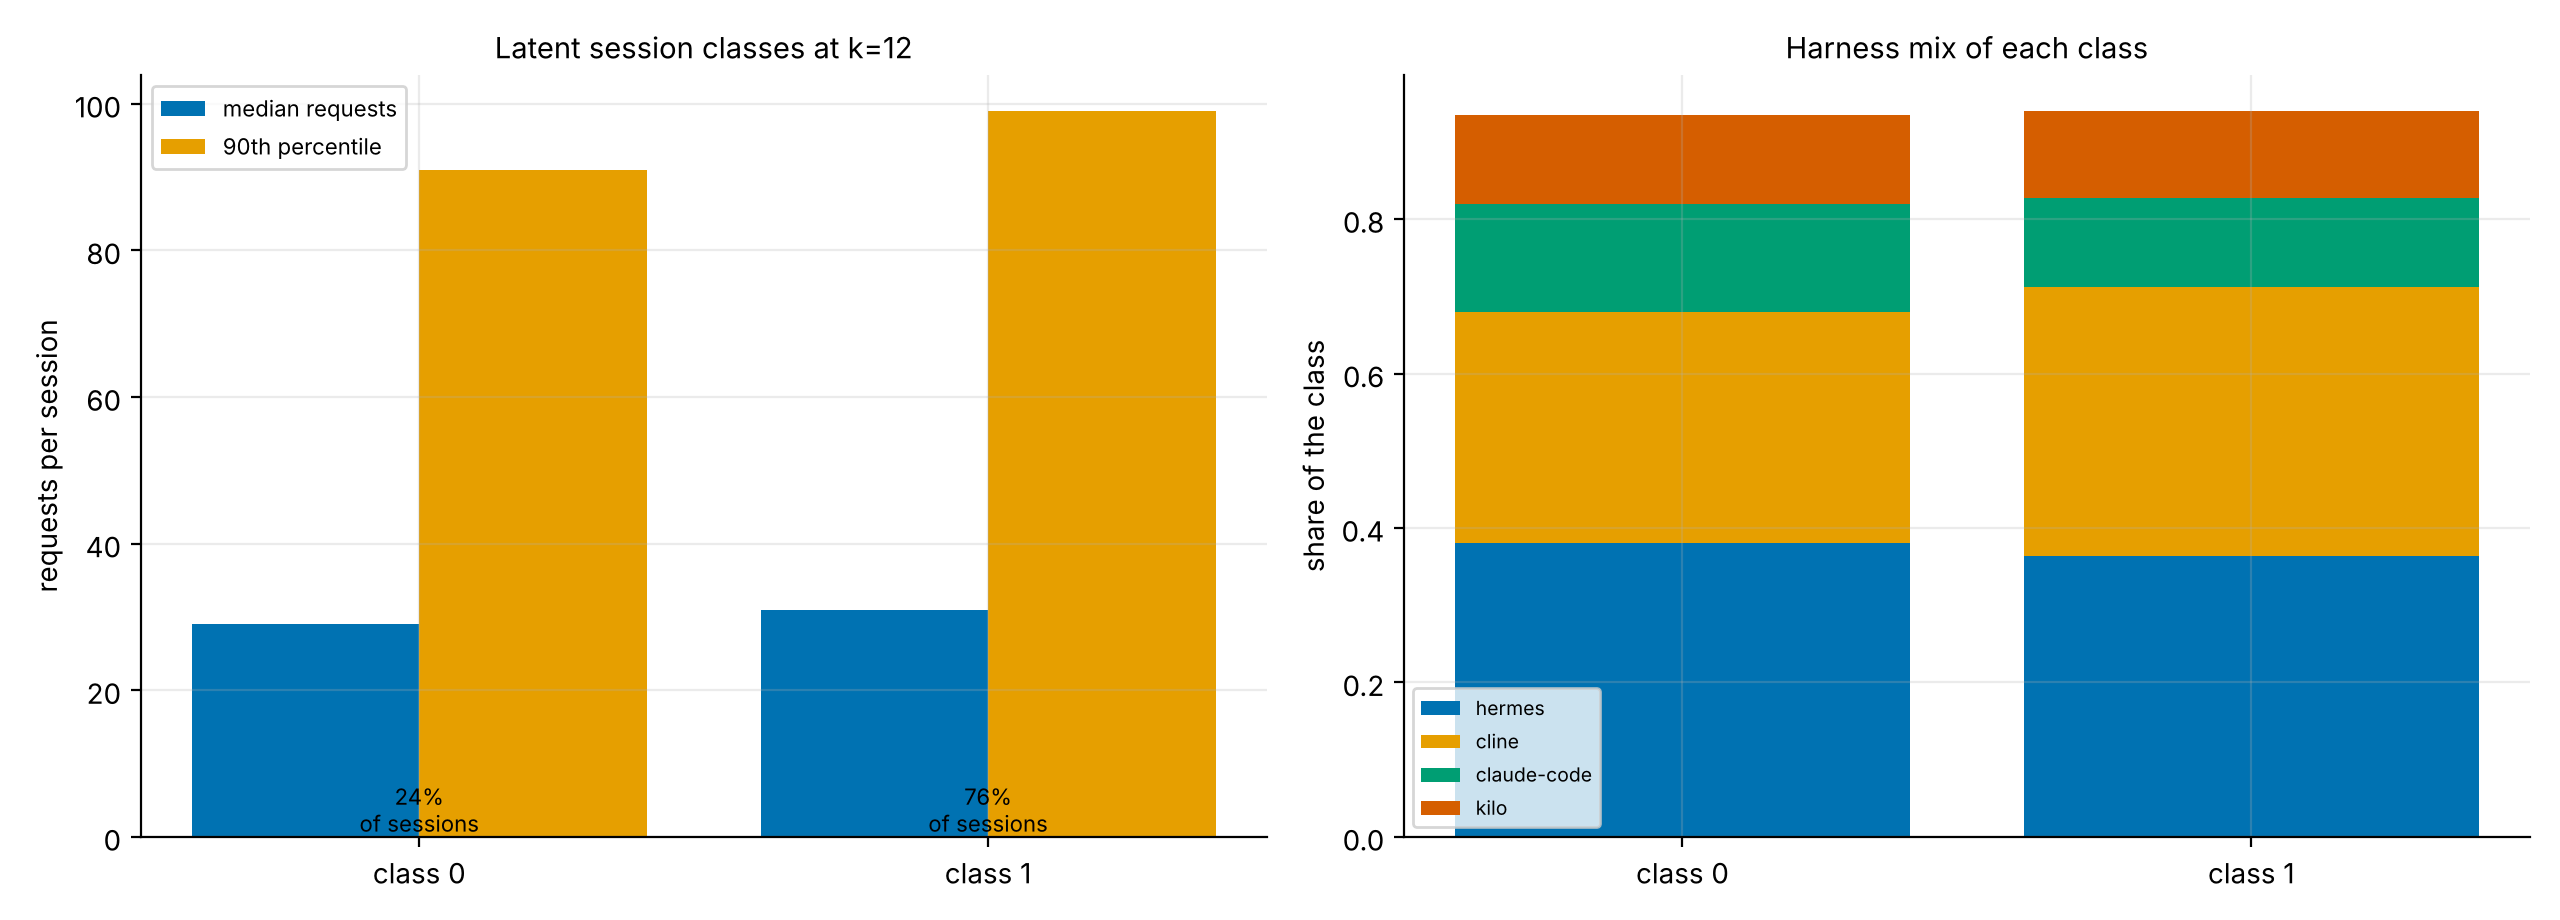 Latent session classes at k=12
median requests
90th percentile
requests per session
100
80
60
40
20
0
24%
of sessions
76%
of sessions
class 0
class 1
Harness mix of each class
share of the class
0.8
0.6
0.4
0.2
0.0
hermes
cline
claude-code
kilo
class 0
class 1